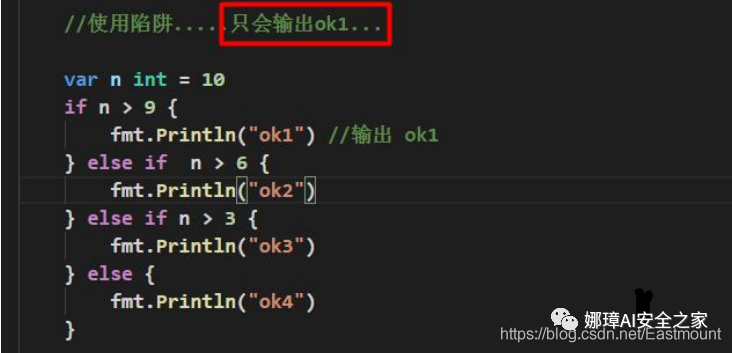 //使用陷阱.....只会输出ok1...
var n int = 10
if n > 9 {
fmt.Println("ok1") //输出 ok1
} else if  n > 6 {
fmt.Println("ok2")
} else if n > 3 {
fmt.Println("ok3")
} else {
fmt.Println("ok4")
}
娜璋AI安全之家
https://blog.csdn.net/Eastmount